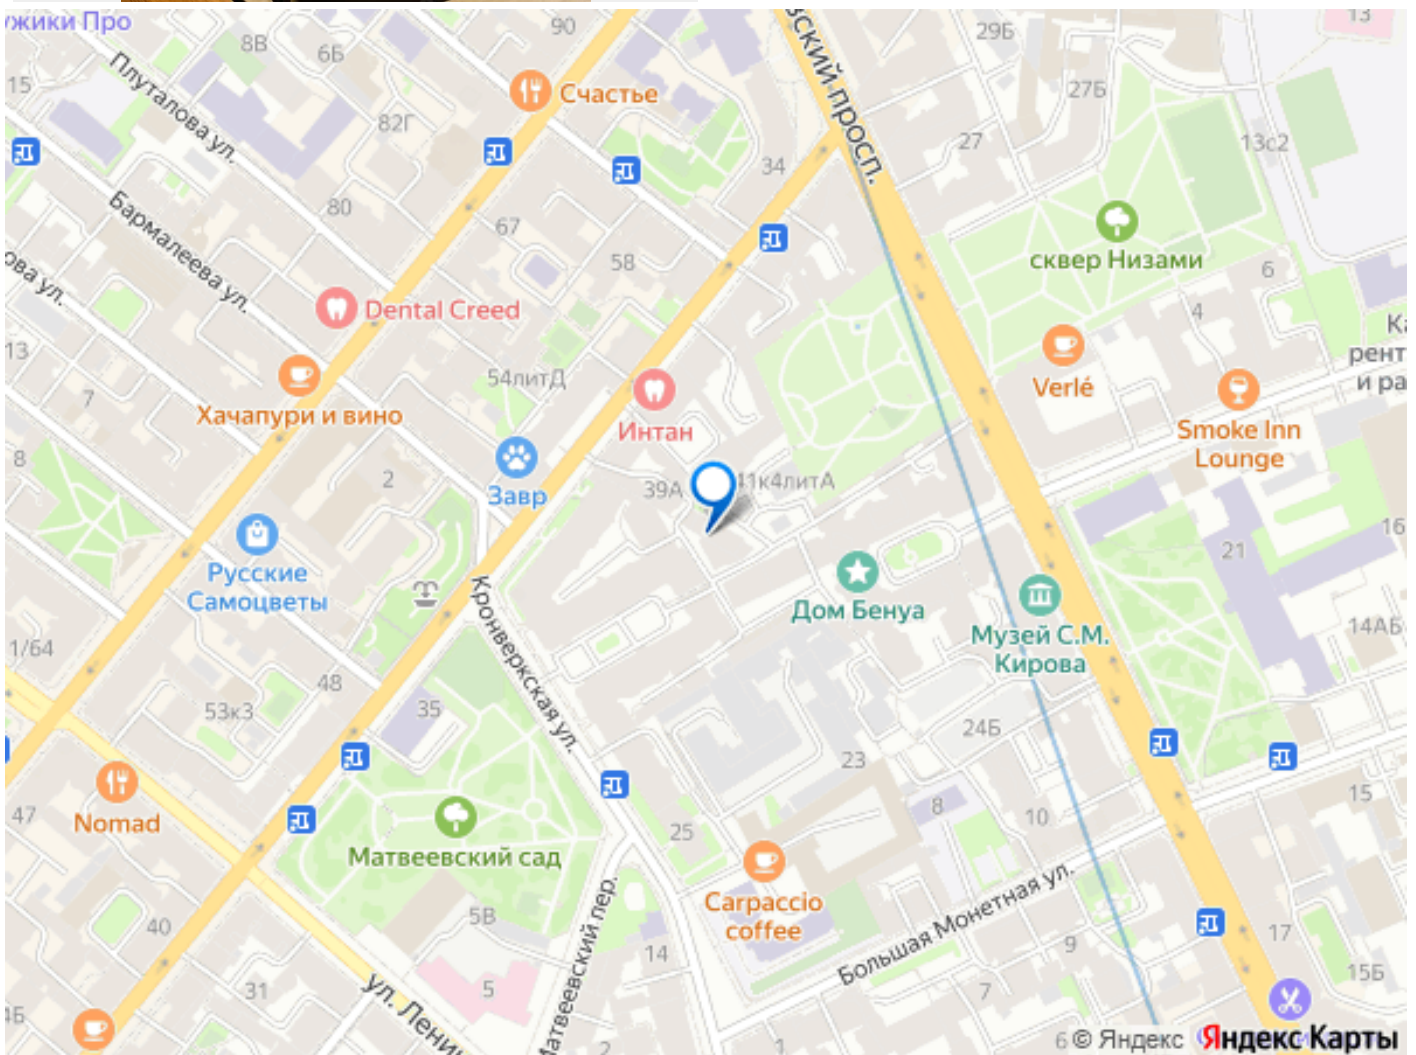 ужики Про
90
8В
6Б
15
Плуталова ул.
82Г
Счастье
вский просп.
29Б
13
27Б
27
13с2
34
80
Бармалеева ул.
67
58
сквер Низами
6
4
ова ул.
Dental Creed
13
7
54литД
Хачапури и вино
Интан
Verlé
Ка
рент
и ра
Smoke Inn
Lounge
8
2
Завр
39А
41к4литА
16
21
Русские
Самоцветы
Кронверкская ул.
Дом Бенуа
Музей С.М.
Кирова
14АБ
1/64
48
53к3
35
24Б
23
47
Nomad
8
10
15
25
Матвеевский сад
Carpaccio
coffee
Большая Монетная ул.
5В
40
Матвеевский пер.
14
9
17
15Б
31
5
7
4Б
ул. Ленин
2
1
6
© Яндекс
Яндекс Карты